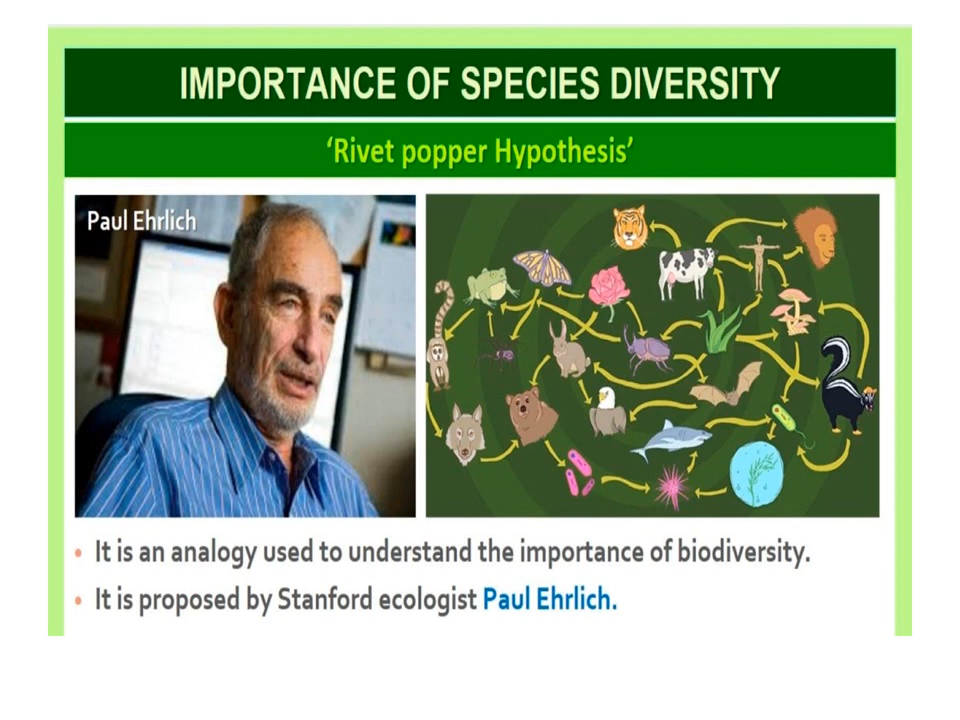 IMPORTANCE OF SPECIES DIVERSITY
‘Rivet popper Hypothesis’
Paul Ehrlich
• It is an analogy used to understand the importance of biodiversity.
• It is proposed by Stanford ecologist Paul Ehrlich.